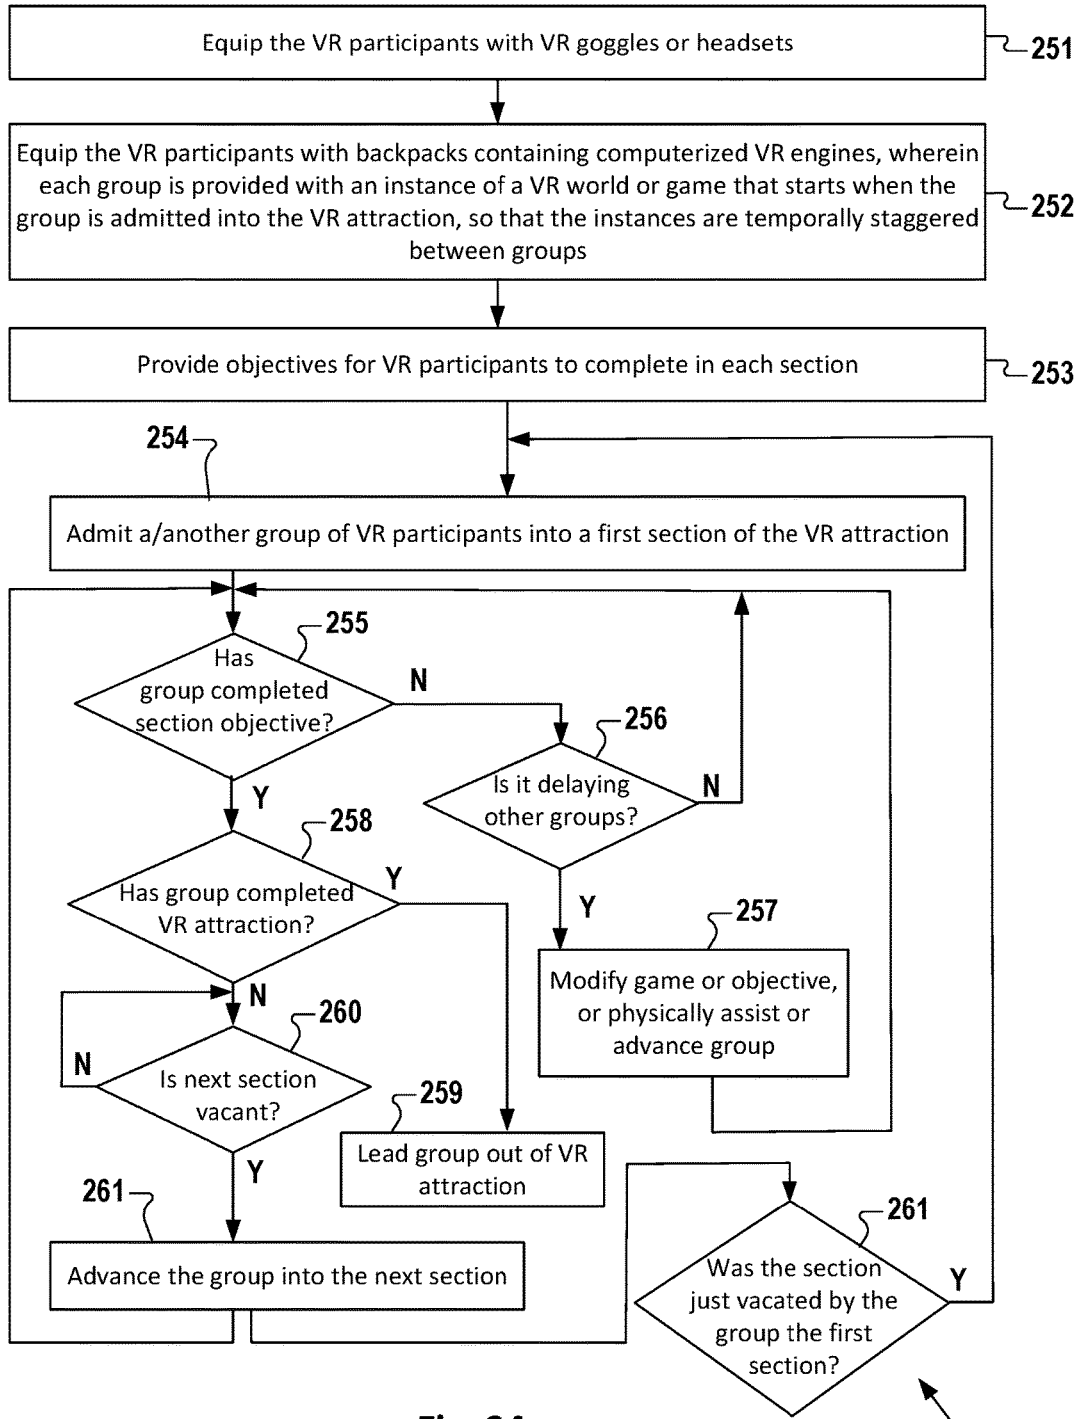 Equip the VR participants with VR goggles or headsets
251
Equip the VR participants with backpacks containing computerized VR engines, wherein
each group is provided with an instance of a VR world or game that starts when the
group is admitted into the VR attraction, so that the instances are temporally staggered
between groups
252
Provide objectives for VR participants to complete in each section
253
254
Admit a/another group of VR participants into a first section of the VR attraction
255
Has
group completed
section objective?
N
Y
256
Is it delaying
other groups?
N
Y
258
Has group completed
VR attraction?
Y
N
257
Modify game or objective,
or physically assist or
advance group
260
Is next section
vacant?
N
Y
259
Lead group out of VR
attraction
261
Advance the group into the next section
261
Was the section
just vacated by the
group the first
section?
Y